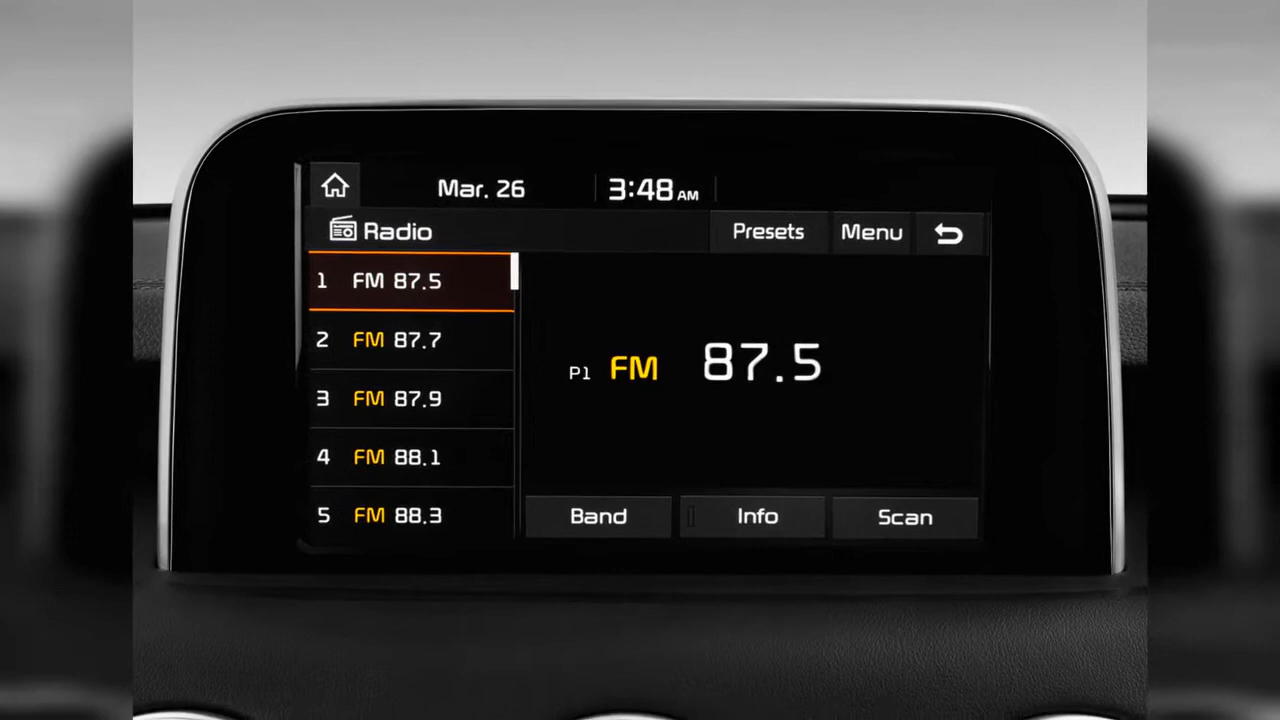 Mar. 26 3:48 AM
Radio Presets Menu
1 FM 87.5
2 FM 87.7
3 FM 87.9
4 FM 88.1
5 FM 88.3
P1 FM 87.5
Band Info Scan